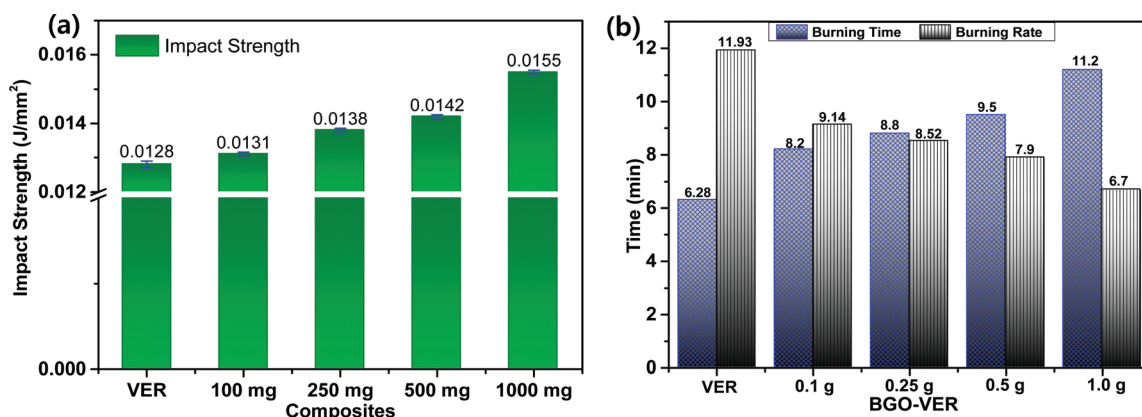 (a)
Impact Strength
Impact Strength (J/mm²)
0.016
0.014
0.012
0.000
0.0128
0.0131
0.0138
0.0142
0.0155
VER
100 mg
250 mg
500 mg
1000 mg
Composites
(b)
Burning Time
Burning Rate
Time (min)
12
10
8
6
4
2
0
6.28
11.93
8.2
9.14
8.8
8.52
9.5
7.9
11.2
6.7
VER
0.1 g
0.25 g
0.5 g
1.0 g
BGO-VER